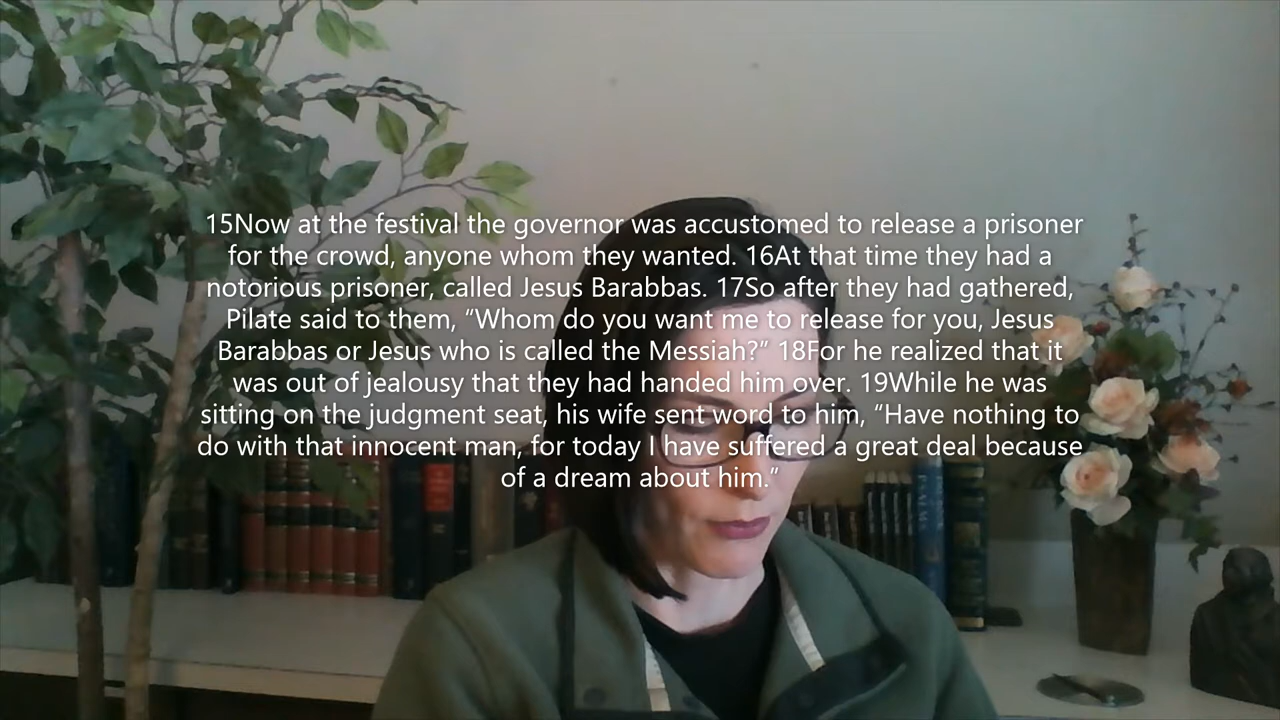 15Now at the festival the governor was accustomed to release a prisoner
for the crowd, anyone whom they wanted. 16At that time they had a
notorious prisoner, called Jesus Barabbas. 17So after they had gathered,
Pilate said to them, “Whom do you want me to release for you, Jesus
Barabbas or Jesus who is called the Messiah?” 18For he realized that it
was out of jealousy that they had handed him over. 19While he was
sitting on the judgment seat, his wife sent word to him, “Have nothing to
do with that innocent man, for today I have suffered a great deal because
of a dream about him.”